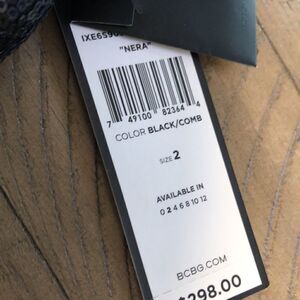 "NERA"
7 49100 82364 4
COLOR BLACK/COMB
SIZE 2
AVAILABLE IN
0 2 4 6 8 10 12
BCBG.COM
298.00